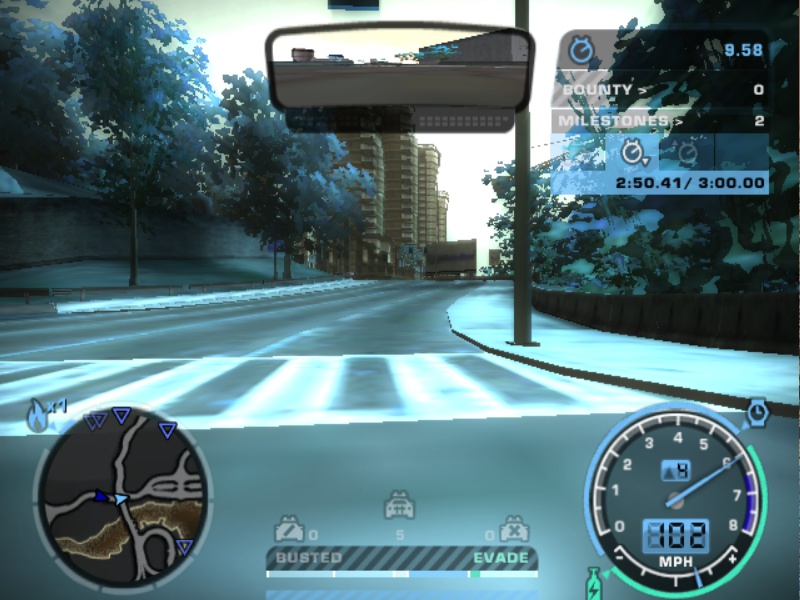 9.58
BOUNTY > 0
MILESTONES > 2
2:50.41/ 3:00.00
x1
0 5 0
BUSTED EVADE
0 1 2 3 4 5 6 7 8
4
102
MPH